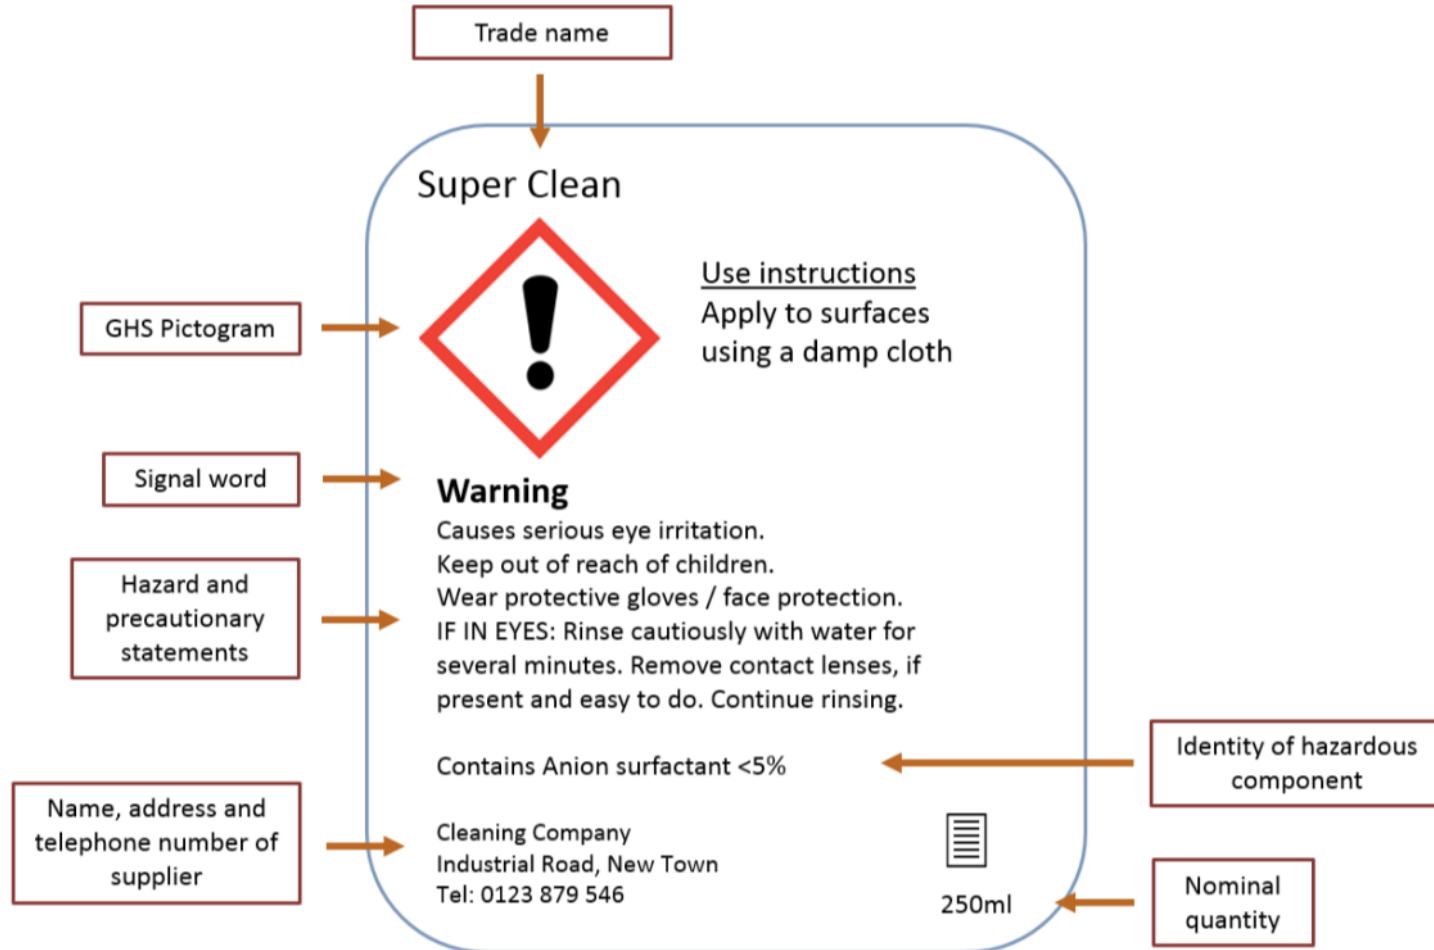 Trade name
Super Clean
GHS Pictogram
Use instructions
Apply to surfaces
using a damp cloth
Signal word
Warning
Causes serious eye irritation.
Keep out of reach of children.
Hazard and
precautionary
statements
Wear protective gloves / face protection.
IF IN EYES: Rinse cautiously with water for
several minutes. Remove contact lenses, if
present and easy to do. Continue rinsing.
Contains Anion surfactant <5%
Identity of hazardous
component
Name, address and
telephone number of
supplier
Cleaning Company
Industrial Road, New Town
Tel: 0123 879 546
250ml
Nominal
quantity